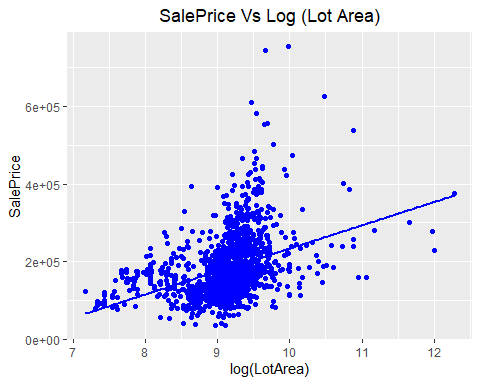 SalePrice Vs Log (Lot Area)
6e+05
4e+05
2e+05
0e+00
SalePrice
7 8 9 10 11 12
log(LotArea)